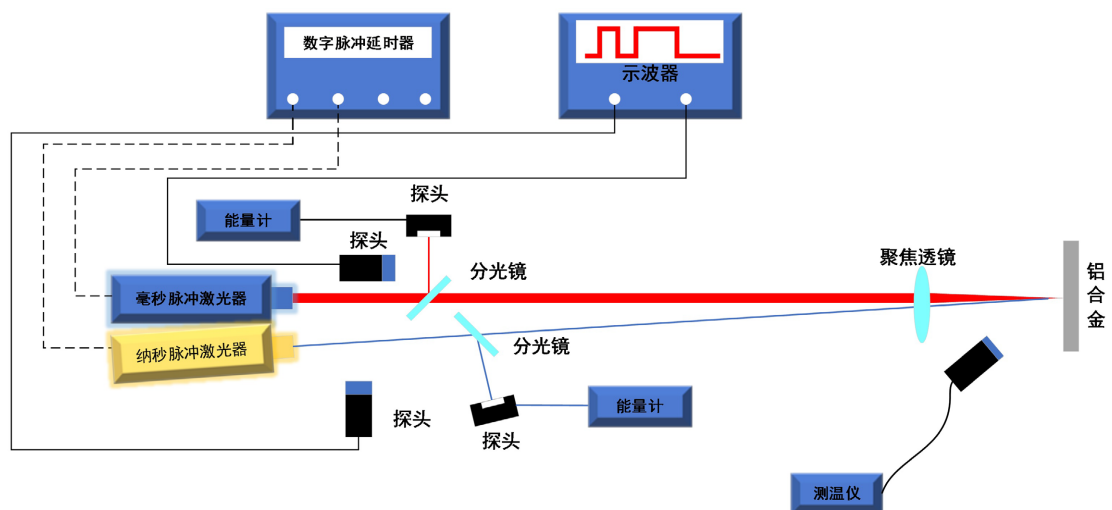 数字脉冲延时器
示波器
探头
能量计
探头
分光镜
聚焦透镜
铝合金
毫秒脉冲激光器
纳秒脉冲激光器
分光镜
探头
能量计
探头
测温仪